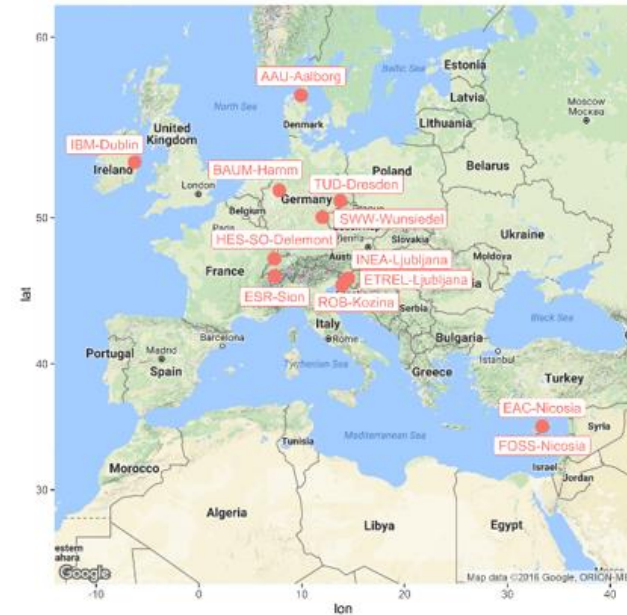 60
Estonia
Baltic Sea
Moscow
Москва
Latvia
AAU-Aalborg
North Sea
Denmark
Lithuania
United
Kingdom
IBM-Dublin
Ireland
BAUM-Hamm
Poland
Belarus
London
TUD-Dresden
Germany
50
Belgium
SWW-Wunsiedel
Paris
Ukraine
HES-SO-Delemont
Slovakia
INEA-Ljubljana
Moldova
France
ETREL-Ljubljana
ESR-Sion
ROB-Kozina
Serbia
Italy
Black Sea
Bulgaria
Barcelona
Rome
Portugal
Madrid
Istanbul
40
Spain
Tyrrhenian Sea
Greece
Turkey
EAC-Nicosia
Syria
Mediterranean Sea
Tunisia
FOSS-Nicosia
Morocco
Israel
Jordan
30
Algeria
Libya
Egypt
Google
Map data ©2016 Google, ORION-ME
-10
0
10
20
30
40
lat
lon